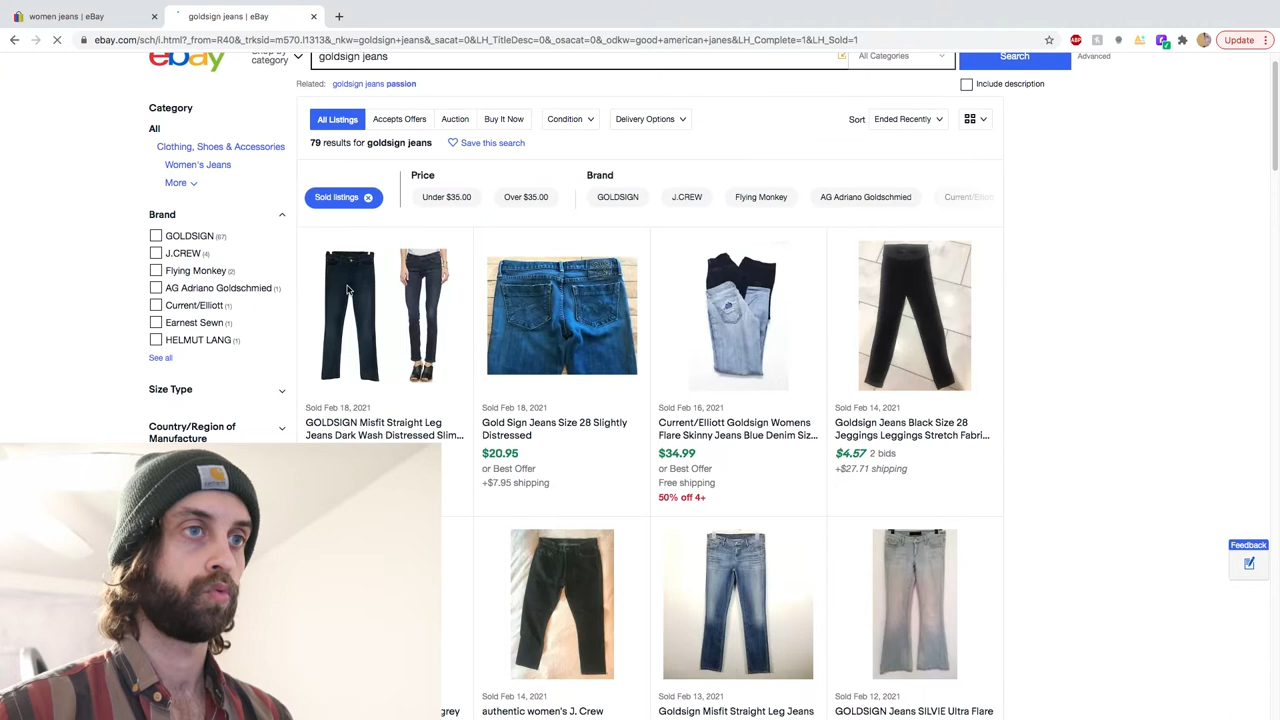 women jeans | eBay
goldsign jeans | eBay
ebay.com/sch/i.html?_from=R40&_trksid=m570.l1313&_nkw=goldsign+jeans&_sacat=0&LH_TitleDesc=0&_osacat=0&_odkw=good+american+janes&LH_Complete=1&LH_Sold=1
ABP
Update
ebay
Shop by category
goldsign jeans
All Categories
Search
Advanced
Related: goldsign jeans passion
Include description
Category
All
Clothing, Shoes & Accessories
Women's Jeans
More
Brand
GOLDSIGN (67)
J.CREW (4)
Flying Monkey (2)
AG Adriano Goldschmied (1)
Current/Elliott (1)
Earnest Sewn (1)
HELMUT LANG (1)
See all
Size Type
Country/Region of
Manufacture
All Listings Accepts Offers Auction Buy It Now Condition Delivery Options
Sort Ended Recently
79 results for goldsign jeans Save this search
Price
Brand
Sold listings Under $35.00 Over $35.00 GOLDSIGN J.CREW Flying Monkey AG Adriano Goldschmied Current/Elliott
Sold Feb 18, 2021
GOLDSIGN Misfit Straight Leg
Jeans Dark Wash Distressed Slim...
Sold Feb 18, 2021
Gold Sign Jeans Size 28 Slightly
Distressed
$20.95
or Best Offer
+$7.95 shipping
Sold Feb 16, 2021
Current/Elliott Goldsign Womens
Flare Skinny Jeans Blue Denim Siz...
$34.99
or Best Offer
Free shipping
50% off 4+
Sold Feb 14, 2021
Goldsign Jeans Black Size 28
Jeggings Leggings Stretch Fabri...
$4.57 2 bids
+$27.71 shipping
grey
Sold Feb 14, 2021
authentic women's J. Crew
Sold Feb 13, 2021
Goldsign Misfit Straight Leg Jeans
Sold Feb 12, 2021
GOLDSIGN Jeans SILVIE Ultra Flare
Feedback
carhartt